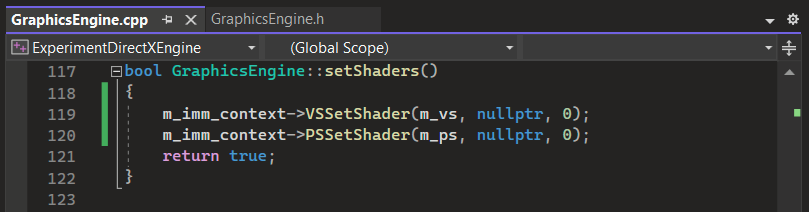 GraphicsEngine.cpp GraphicsEngine.h
ExperimentDirectXEngine (Global Scope)
117 bool GraphicsEngine::setShaders()
118 {
119 m_imm_context->VSSetShader(m_vs, nullptr, 0);
120 m_imm_context->PSSetShader(m_ps, nullptr, 0);
121 return true;
122 }
123